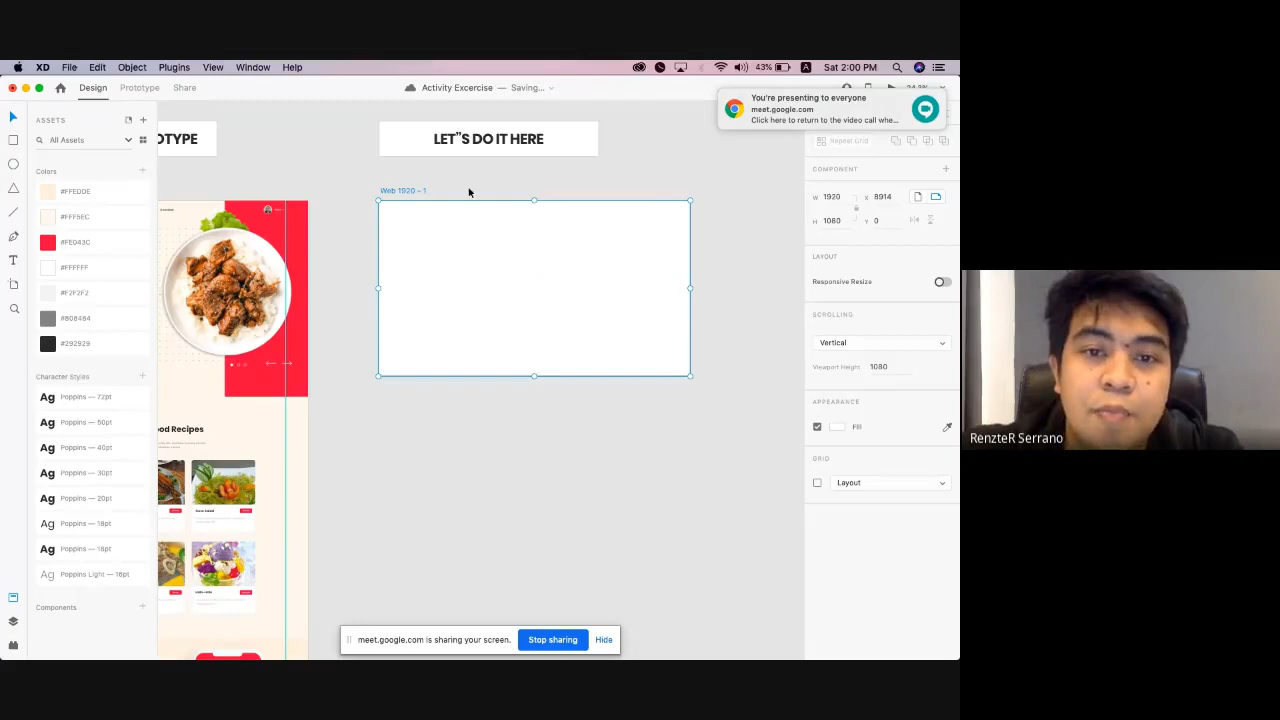 XD File Edit Object Plugins View Window Help
43% Sat 2:00 PM
Design Prototype Share
Activity Excercise — Saving...
You're presenting to everyone
meet.google.com
Click here to return to the video call whe...
ASSETS
All Assets
Colors
#FFEDDE
#FFF5EC
#FE043C
#FFFFFF
#F2F2F2
#808484
#292929
Character Styles
Ag Poppins — 72pt
Ag Poppins — 50pt
Ag Poppins — 40pt
Ag Poppins — 30pt
Ag Poppins — 20pt
Ag Poppins — 18pt
Ag Poppins — 18pt
Ag Poppins Light — 16pt
Components
OTYPE
ood Recipes
LET"S DO IT HERE
Web 1920 – 1
Repeat Grid
COMPONENT
W 1920 X 8914
H 1080 Y 0
LAYOUT
Responsive Resize
SCROLLING
Vertical
Viewport Height 1080
APPEARANCE
Fill
GRID
Layout
meet.google.com is sharing your screen. Stop sharing Hide
RenzteR Serrano